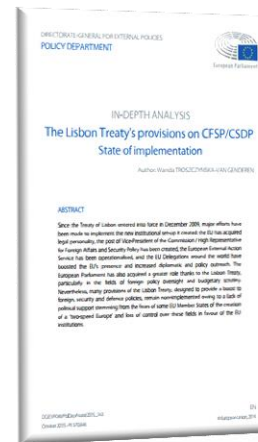 DIRECTORATE-GENERAL FOR EXTERNAL POLICIES
POLICY DEPARTMENT
European Parliament
IN-DEPTH ANALYSIS
The Lisbon Treaty's provisions on CFSP/CSDP
State of implementation
Author: Wanda TROSZCZYNSKA-VAN GENDEREN
ABSTRACT
Since the Treaty of Lisbon entered into force in December 2009, major efforts have
been made to implement the new institutional set-up it created: the EU has acquired
legal personality, the post of Vice-President of the Commission / High Representative
for Foreign Affairs and Security Policy has been created, the European External Action
Service has been operationalised, and the EU Delegations around the world have
boosted the EU's presence and increased diplomatic and policy outreach. The
European Parliament has also acquired a greater role thanks to the Lisbon Treaty,
particularly in the fields of foreign policy oversight and budgetary scrutiny.
Nevertheless, many provisions of the Lisbon Treaty, designed to provide a boost to
foreign, security and defence policies, remain non-implemented owing to a lack of
political support stemming from the fears of some EU Member States of the creation
of a 'two-speed Europe' and loss of control over these fields in favour of the EU
institutions.
EN